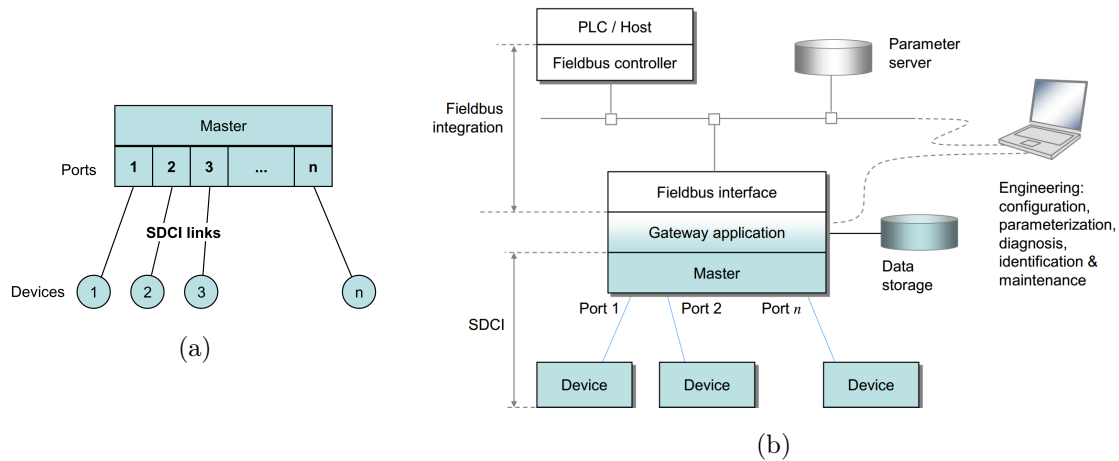 Master
Ports
1 2 3 ... n
SDCI links
Devices
1 2 3 n
(a)
PLC / Host
Fieldbus controller
Parameter
server
Fieldbus
integration
Fieldbus interface
Gateway application
Master
Data
storage
Engineering:
configuration,
parameterization,
diagnosis,
identification &
maintenance
SDCI
Port 1 Port 2 Port n
Device Device Device
(b)